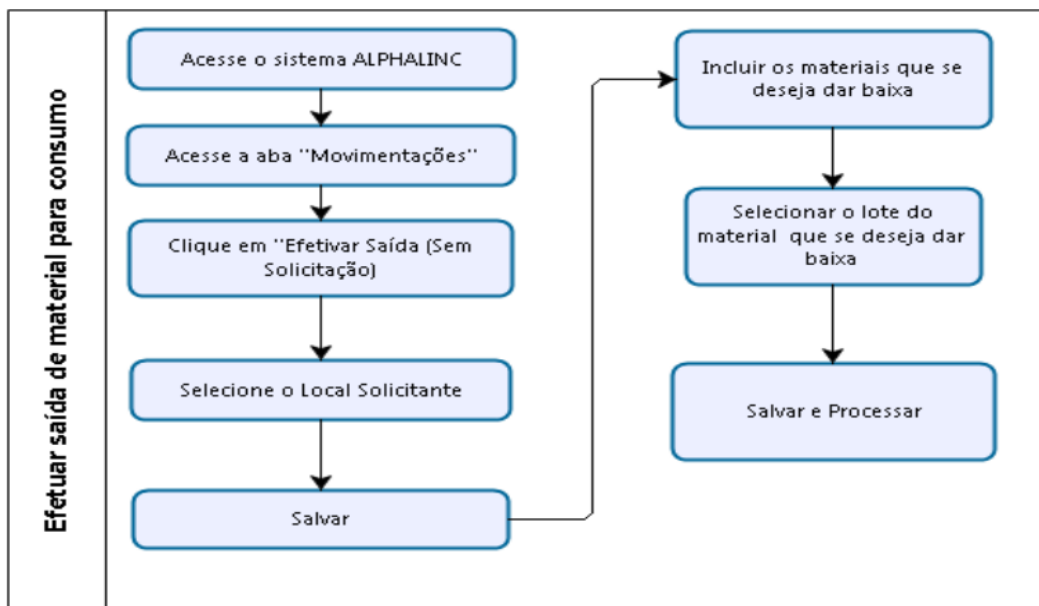 Efetuar saída de material para consumo
Acesse o sistema ALPHALINC
Acesse a aba "Movimentações"
Clique em "Efetivar Saída (Sem
Solicitação)
Selecione o Local Solicitante
Salvar
Incluir os materiais que se
deseja dar baixa
Selecionar o lote do
material que se deseja dar
baixa
Salvar e Processar